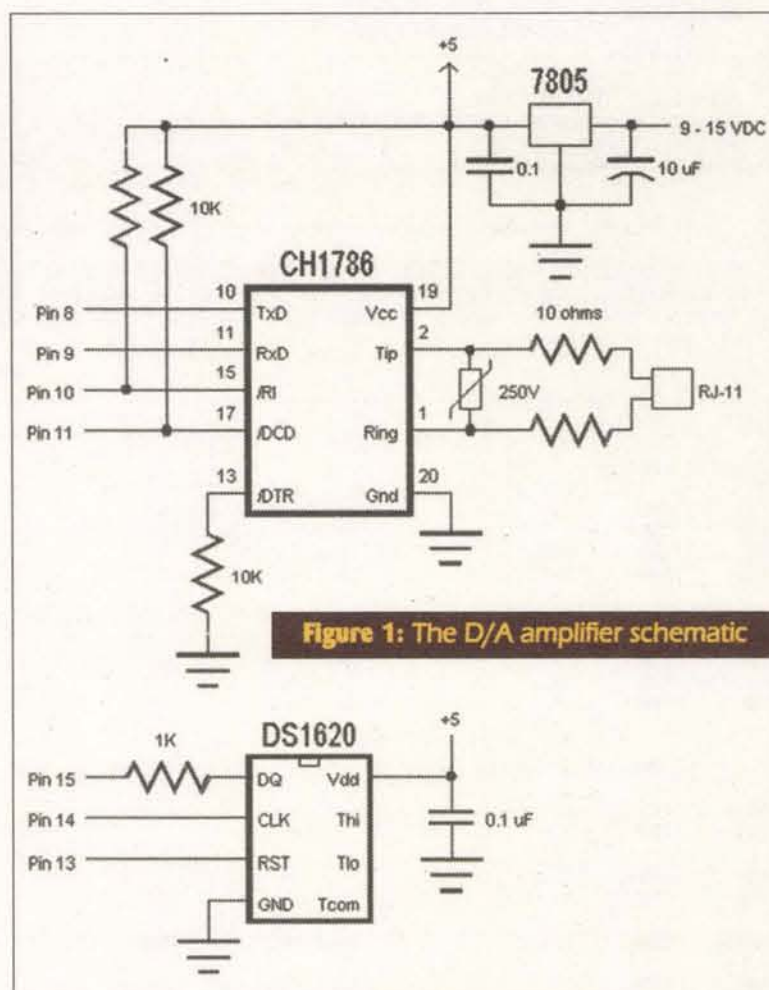 +5
7805
9 - 15 VDC
0.1
10 uF
10K
CH1786
10
TxD
Vcc
19
10 ohms
Pin 8
11
RxD
Tip
2
Pin 9
15
/RI
250V
RJ-11
Pin 10
17
/DCD
Ring
1
Pin 11
13
/DTR
Gnd
20
10K
Figure 1: The D/A amplifier schematic
+5
DS1620
1K
Pin 15
DQ
Vdd
Pin 14
CLK
Thi
0.1 uF
Pin 13
RST
Tlo
GND
Tcom